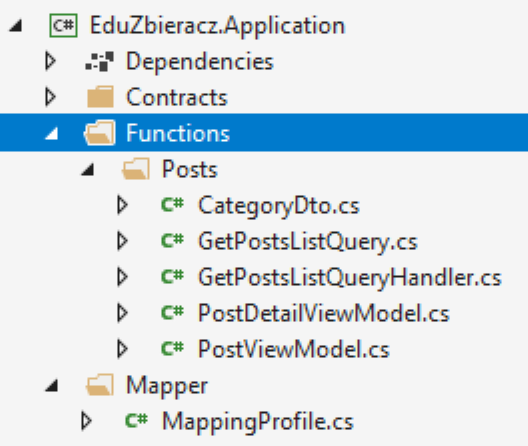 C# EduZbieracz.Application
Dependencies
Contracts
Functions
Posts
C# CategoryDto.cs
C# GetPostsListQuery.cs
C# GetPostsListQueryHandler.cs
C# PostDetailViewModel.cs
C# PostViewModel.cs
Mapper
C# MappingProfile.cs